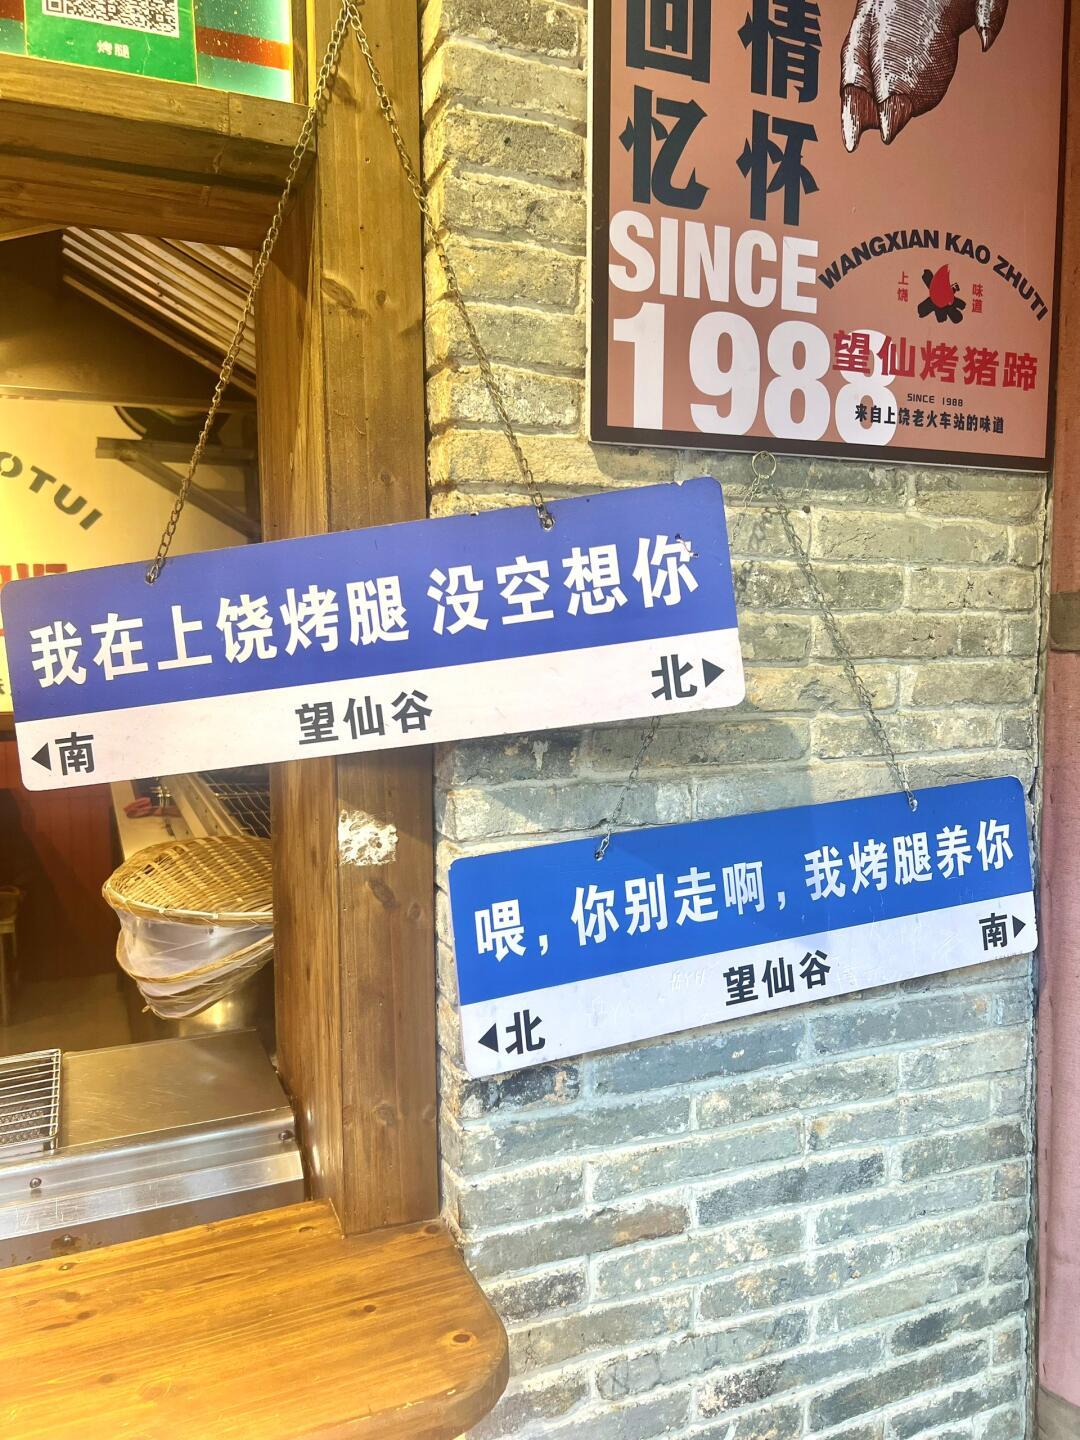 烤腿
回忆
情怀
SINCE
1988
WANGXIAN KAO ZHUTI
上饶
味道
望仙烤猪蹄
SINCE 1988
来自上饶老火车站的味道
OTUI
我在上饶烤腿 没空想你
南
望仙谷
北
喂，你别走啊，我烤腿养你
北
望仙谷
南